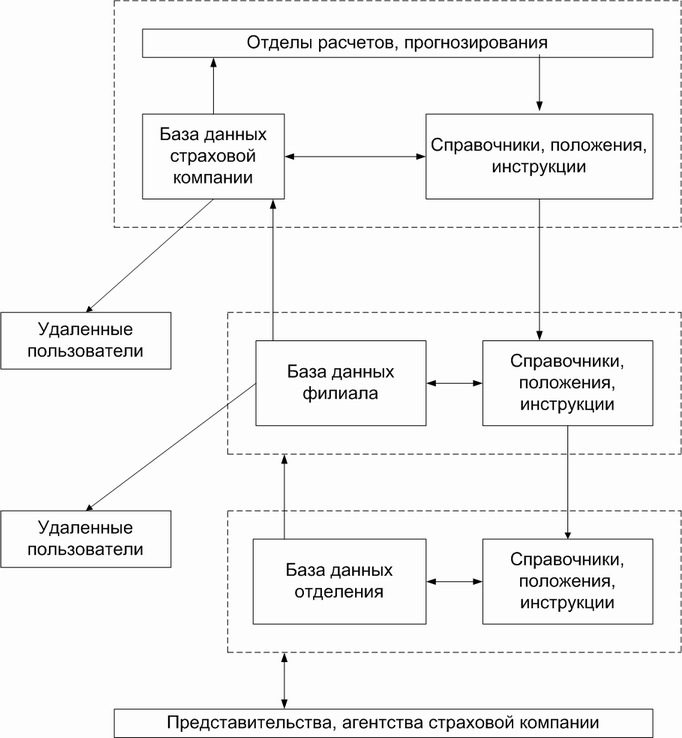 Отделы расчетов, прогнозирования
База данных
страховой
компании
Справочники, положения,
инструкции
Удаленные
пользователи
База данных
филиала
Справочники,
положения,
инструкции
Удаленные
пользователи
База данных
отделения
Справочники,
положения,
инструкции
Представительства, агентства страховой компании